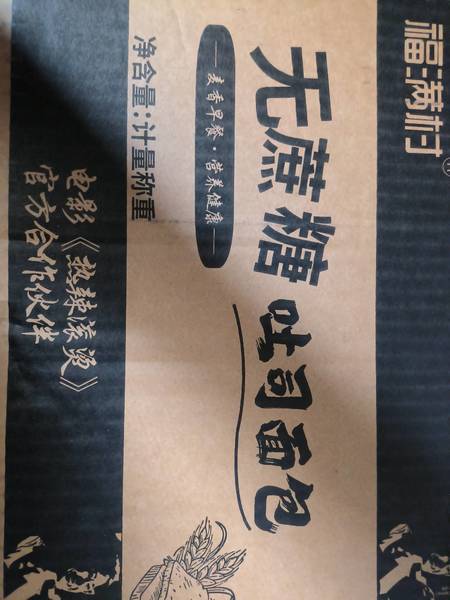 福满村
无蔗糖吐司面包
麦香早餐·营养健康
净含量:计量称重
电影《热辣滚烫》
官方合作伙伴